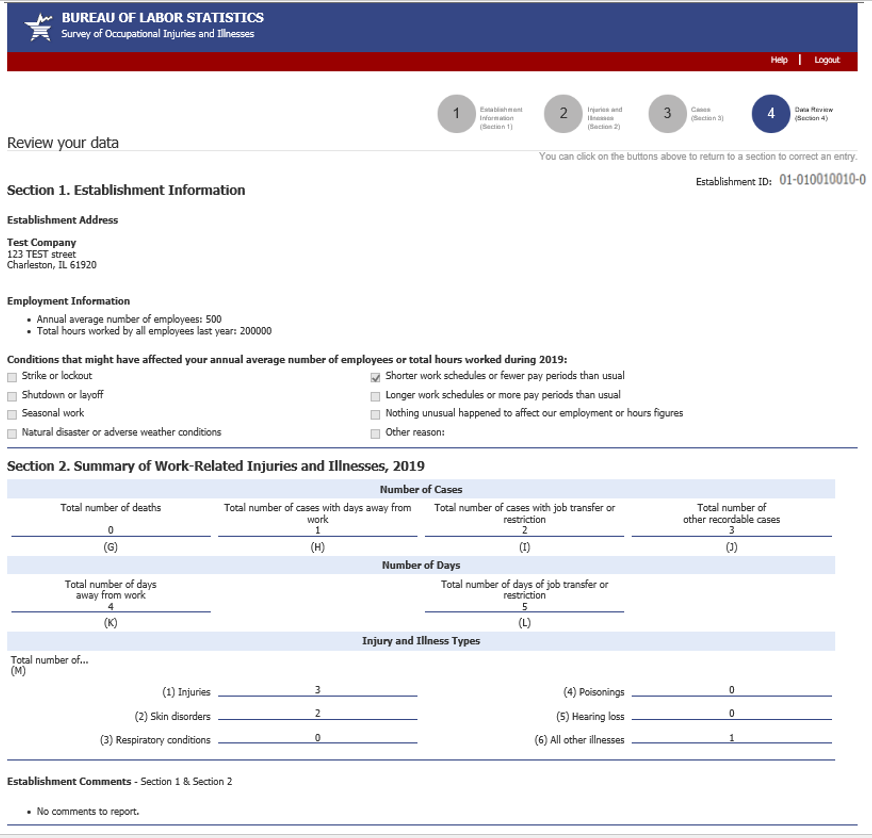 BUREAU OF LABOR STATISTICS
Survey of Occupational Injuries and Illnesses
Help | Logout
1 Establishment Information (Section 1)
2 Injuries and Illnesses (Section 2)
3 Cases (Section 3)
4 Data Review (Section 4)
Review your data
You can click on the buttons above to return to a section to correct an entry.
Establishment ID: 01-010010010-0
Section 1. Establishment Information
Establishment Address
Test Company
123 TEST street
Charleston, IL 61920
Employment Information
• Annual average number of employees: 500
• Total hours worked by all employees last year: 200000
Conditions that might have affected your annual average number of employees or total hours worked during 2019:
Strike or lockout
Shorter work schedules or fewer pay periods than usual
Shutdown or layoff
Longer work schedules or more pay periods than usual
Seasonal work
Nothing unusual happened to affect our employment or hours figures
Natural disaster or adverse weather conditions
Other reason:
Section 2. Summary of Work-Related Injuries and Illnesses, 2019
Number of Cases
Total number of deaths
0
(G)
Total number of cases with days away from
work
1
(H)
Total number of cases with job transfer or
restriction
2
(I)
Total number of
other recordable cases
3
(J)
Number of Days
Total number of days
away from work
4
(K)
Total number of days of job transfer or
restriction
5
(L)
Injury and Illness Types
Total number of...
(M)
(1) Injuries 3
(4) Poisonings 0
(2) Skin disorders 2
(5) Hearing loss 0
(3) Respiratory conditions 0
(6) All other illnesses 1
Establishment Comments - Section 1 & Section 2
• No comments to report.